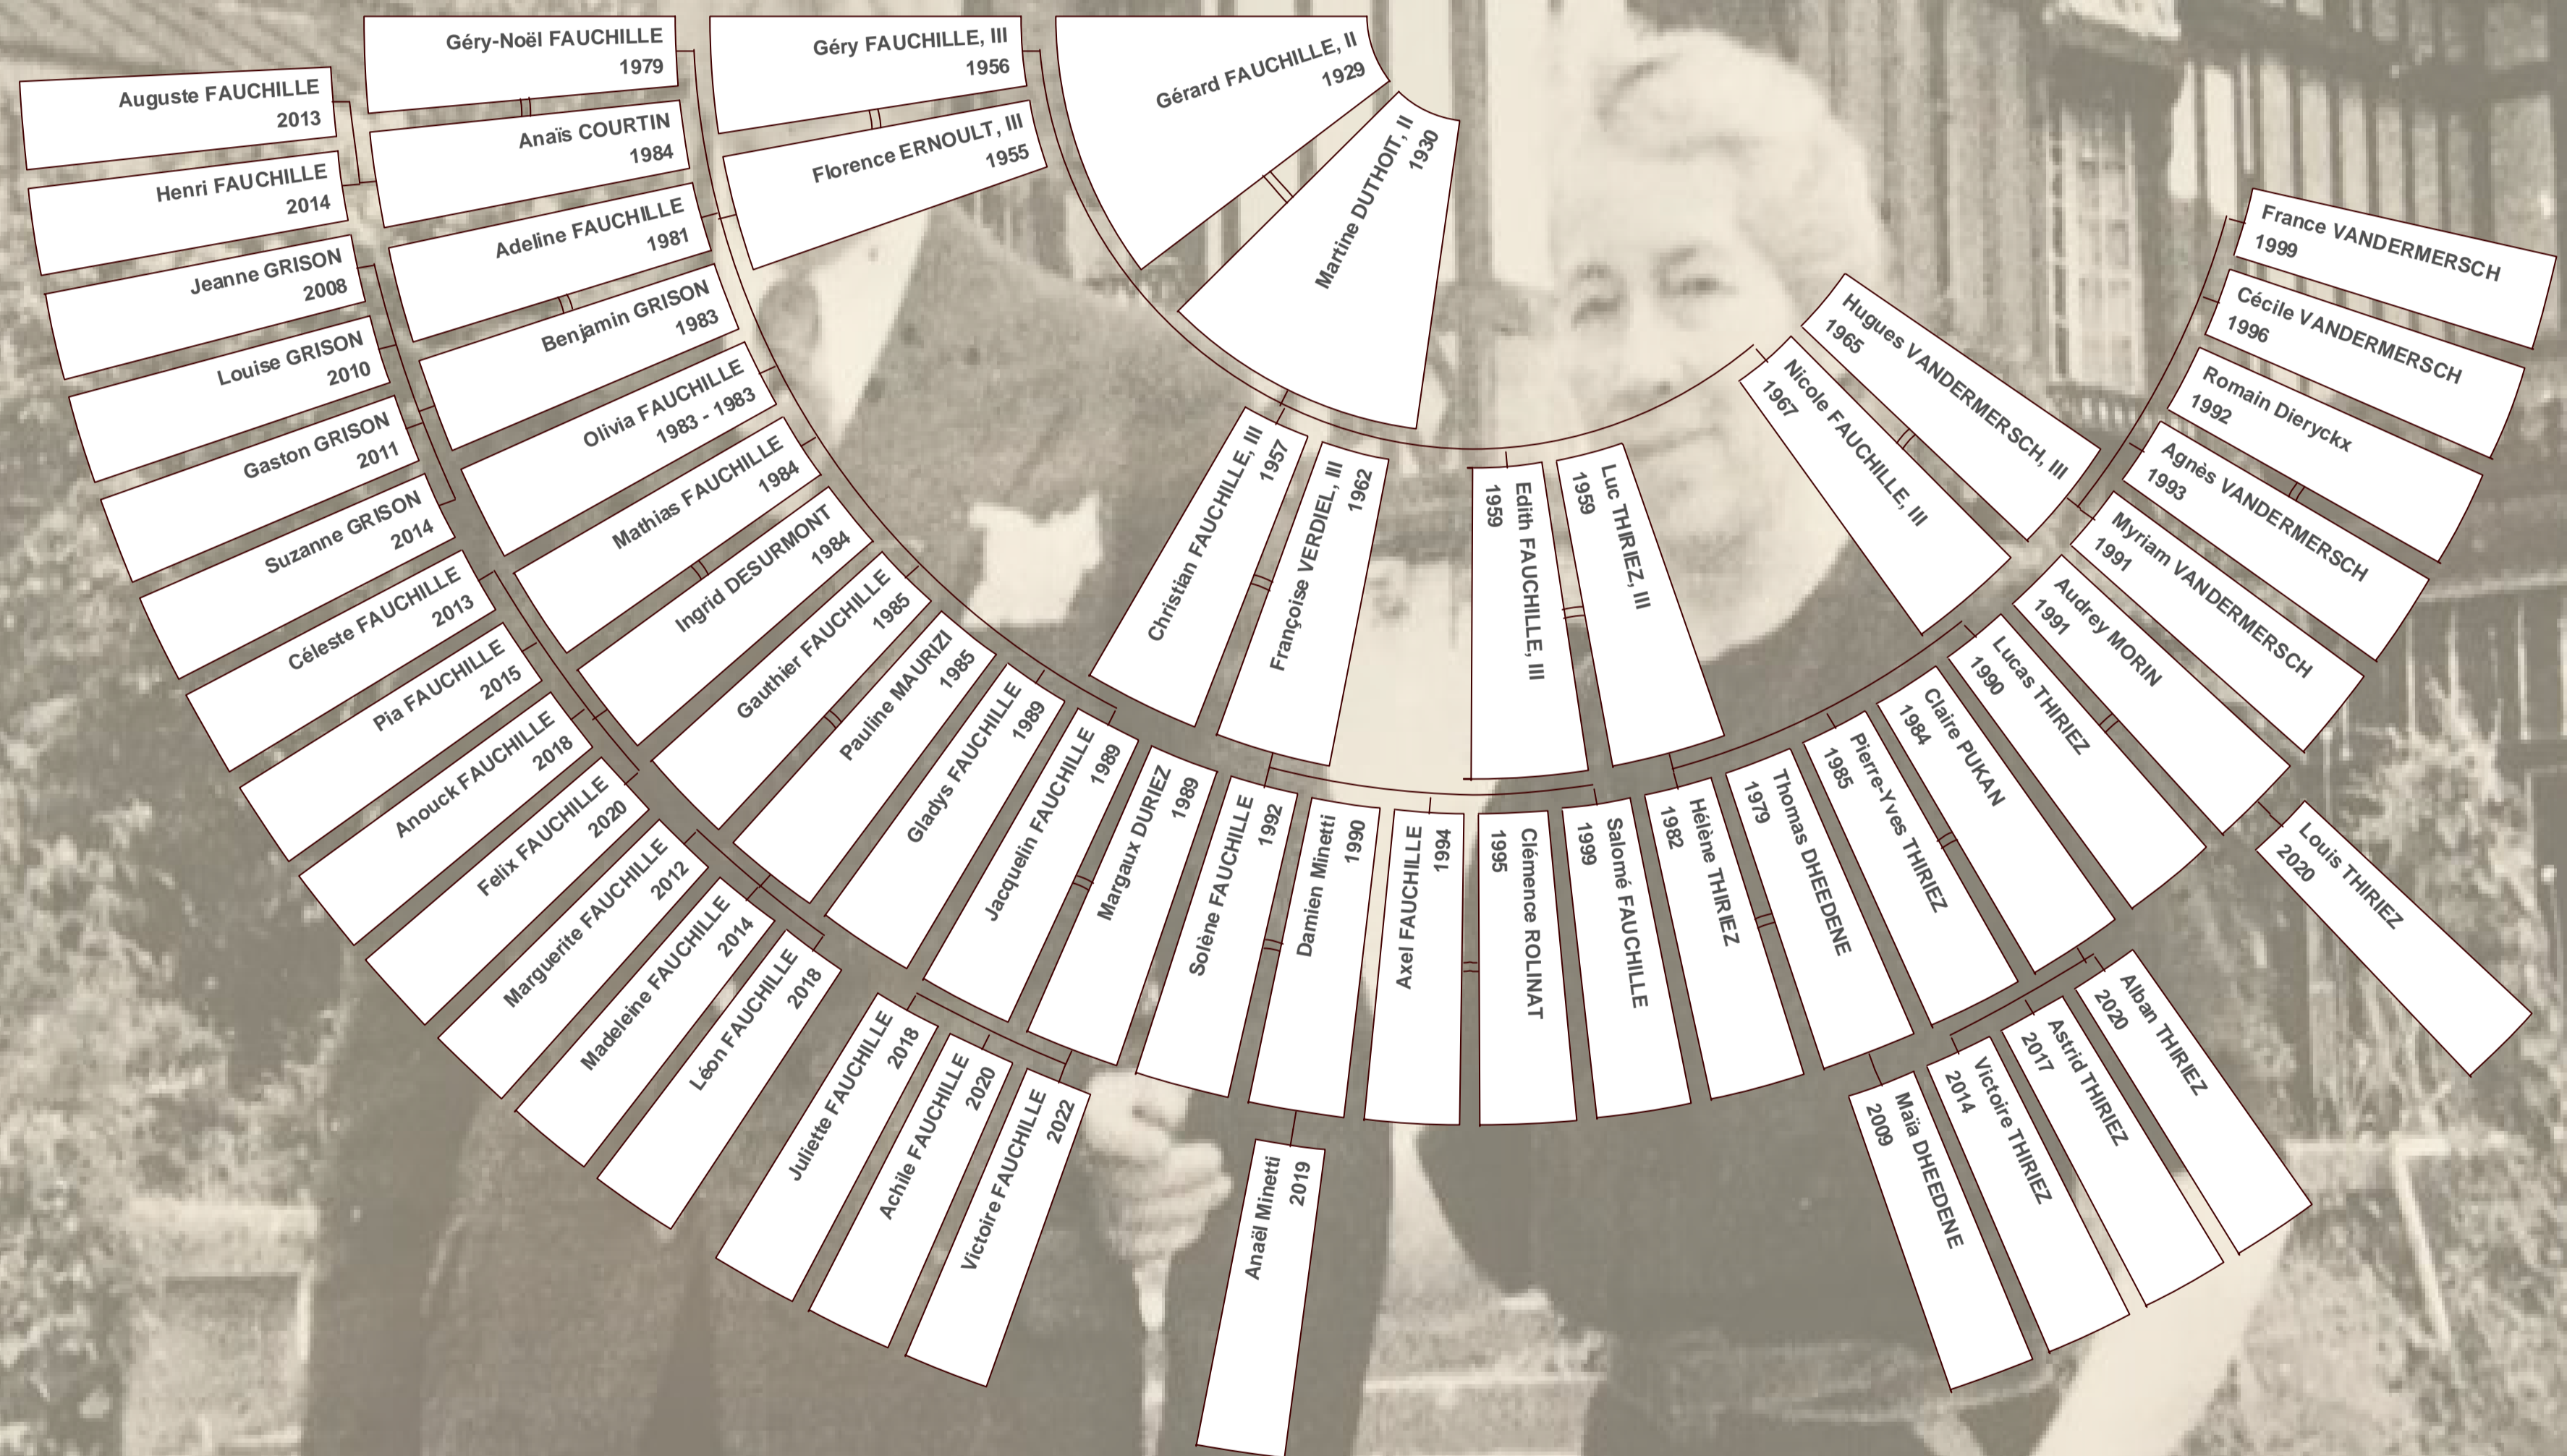 Géry-Noël FAUCHILLE
1979
Géry FAUCHILLE, III
1956
Gérard FAUCHILLE, II
1929
Martine DUTHOIT, II
1930
Auguste FAUCHILLE
2013
Anaïs COURTIN
1984
Florence ERNOULT, III
1955
Henri FAUCHILLE
2014
Adeline FAUCHILLE
1981
Jeanne GRISON
2008
Benjamin GRISON
1983
Louise GRISON
2010
Olivia FAUCHILLE
1983 - 1983
Gaston GRISON
2011
Mathias FAUCHILLE
1984
Suzanne GRISON
2014
Ingrid DESURMONT
1984
Céleste FAUCHILLE
2013
Gauthier FAUCHILLE
1985
Pia FAUCHILLE
2015
Pauline MAURIZI
1985
Anouck FAUCHILLE
2018
Gladys FAUCHILLE
1989
Felix FAUCHILLE
2020
Jacquelin FAUCHILLE
1989
Marguerite FAUCHILLE
2012
Margaux DURIEZ
1989
Madeleine FAUCHILLE
2014
Léon FAUCHILLE
2018
Juliette FAUCHILLE
2018
Achile FAUCHILLE
2020
Victoire FAUCHILLE
2022
Christian FAUCHILLE, III
1957
Françoise VERDIEL, III
1962
Edith FAUCHILLE, III
1959
Luc THIRIEZ, III
1959
Nicole FAUCHILLE, III
1967
Hugues VANDERMERSCH, III
1965
Solène FAUCHILLE
1992
Damien Minetti
1990
Anaël Minetti
2019
Axel FAUCHILLE
1994
Clémence ROLINAT
1995
Salomé FAUCHILLE
1999
Hélène THIRIEZ
1982
Thomas DHEEDENE
1979
Pierre-Yves THIRIEZ
1985
Claire PUKAN
1984
Lucas THIRIEZ
1990
Audrey MORIN
1991
Myriam VANDERMERSCH
1991
Agnès VANDERMERSCH
1993
Romain Dieryckx
1992
Cécile VANDERMERSCH
1996
France VANDERMERSCH
1999
Maïa DHEEDENE
2009
Victoire THIRIEZ
2014
Astrid THIRIEZ
2017
Alban THIRIEZ
2020
Louis THIRIEZ
2020